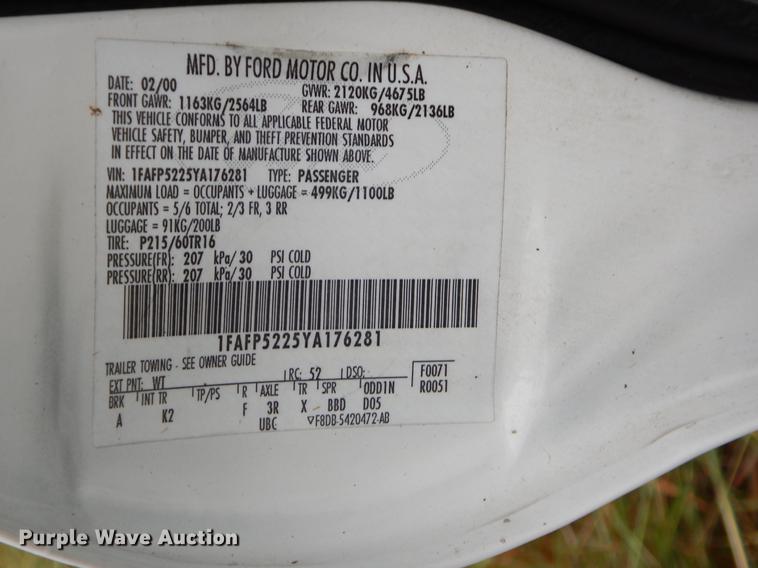 MFD. BY FORD MOTOR CO. IN U.S.A.
DATE: 02/00 GVWR: 2120KG/4675LB
FRONT GAWR: 1163KG/2564LB REAR GAWR: 968KG/2136LB
THIS VEHICLE CONFORMS TO ALL APPLICABLE FEDERAL MOTOR
VEHICLE SAFETY, BUMPER, AND THEFT PREVENTION STANDARDS
IN EFFECT ON THE DATE OF MANUFACTURE SHOWN ABOVE.
VIN: 1FAFP5225YA176281 TYPE: PASSENGER
MAXIMUM LOAD = OCCUPANTS + LUGGAGE = 499KG/1100LB
OCCUPANTS = 5/6 TOTAL; 2/3 FR, 3 RR
LUGGAGE = 91KG/200LB
TIRE: P215/60TR16
PRESSURE(FR): 207 kPa/30 PSI COLD
PRESSURE(RR): 207 kPa/30 PSI COLD
1FAFP5225YA176281
TRAILER TOWING - SEE OWNER GUIDE
EXT PNT: WT RC: 52 DSO: F0071
BRK INT TR TP/PS R AXLE TR SPR ODD1N R0051
A K2 F 3R X BBD D05
UBC ▽F8DB-5420472-AB
Purple Wave Auction